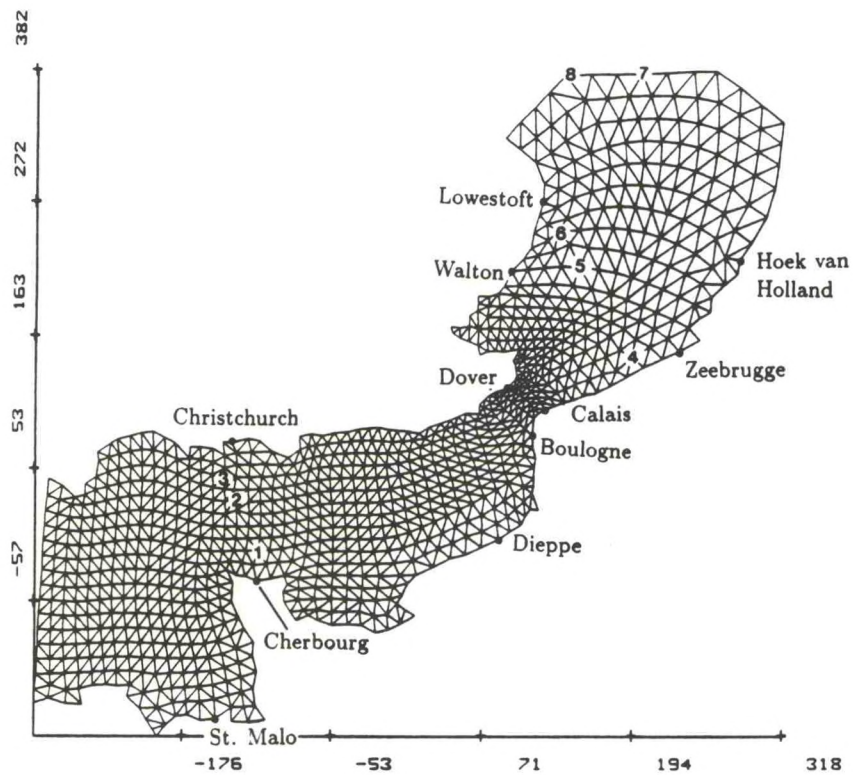 382
8 7
272
Lowestoft
6
Walton 5
Hoek van
Holland
163
4
Zeebrugge
Dover
Calais
Christchurch
53
Boulogne
3
2
1
Dieppe
-57
Cherbourg
St. Malo
-176 -53 71 194 318